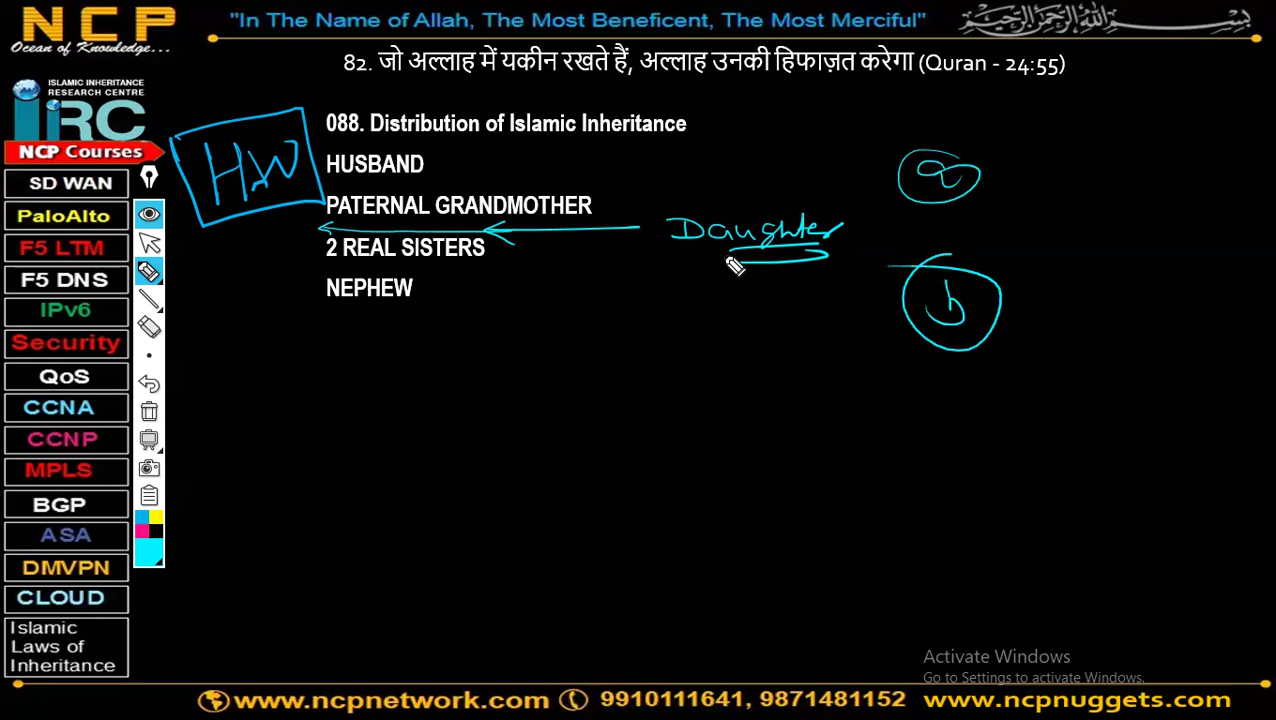 NCP
Ocean of Knowledge...
"In The Name of Allah, The Most Beneficent, The Most Merciful"
بِسْمِ اللهِ الرَّحْمٰنِ الرَّحِيْمِ
82. जो अल्लाह में यकीन रखते हैं, अल्लाह उनकी हिफाज़त करेगा (Quran - 24:55)
ISLAMIC INHERITANCE
RESEARCH CENTRE
iRC
NCP Courses
SD WAN
PaloAlto
F5 LTM
F5 DNS
IPv6
Security
QoS
CCNA
CCNP
MPLS
BGP
ASA
DMVPN
CLOUD
Islamic
Laws of
Inheritance
HW
088. Distribution of Islamic Inheritance
HUSBAND
PATERNAL GRANDMOTHER
Daughter
2 REAL SISTERS
NEPHEW
a
b
Activate Windows
Go to Settings to activate Windows.
www.ncpnetwork.com 9910111641, 9871481152 www.ncpnuggets.com